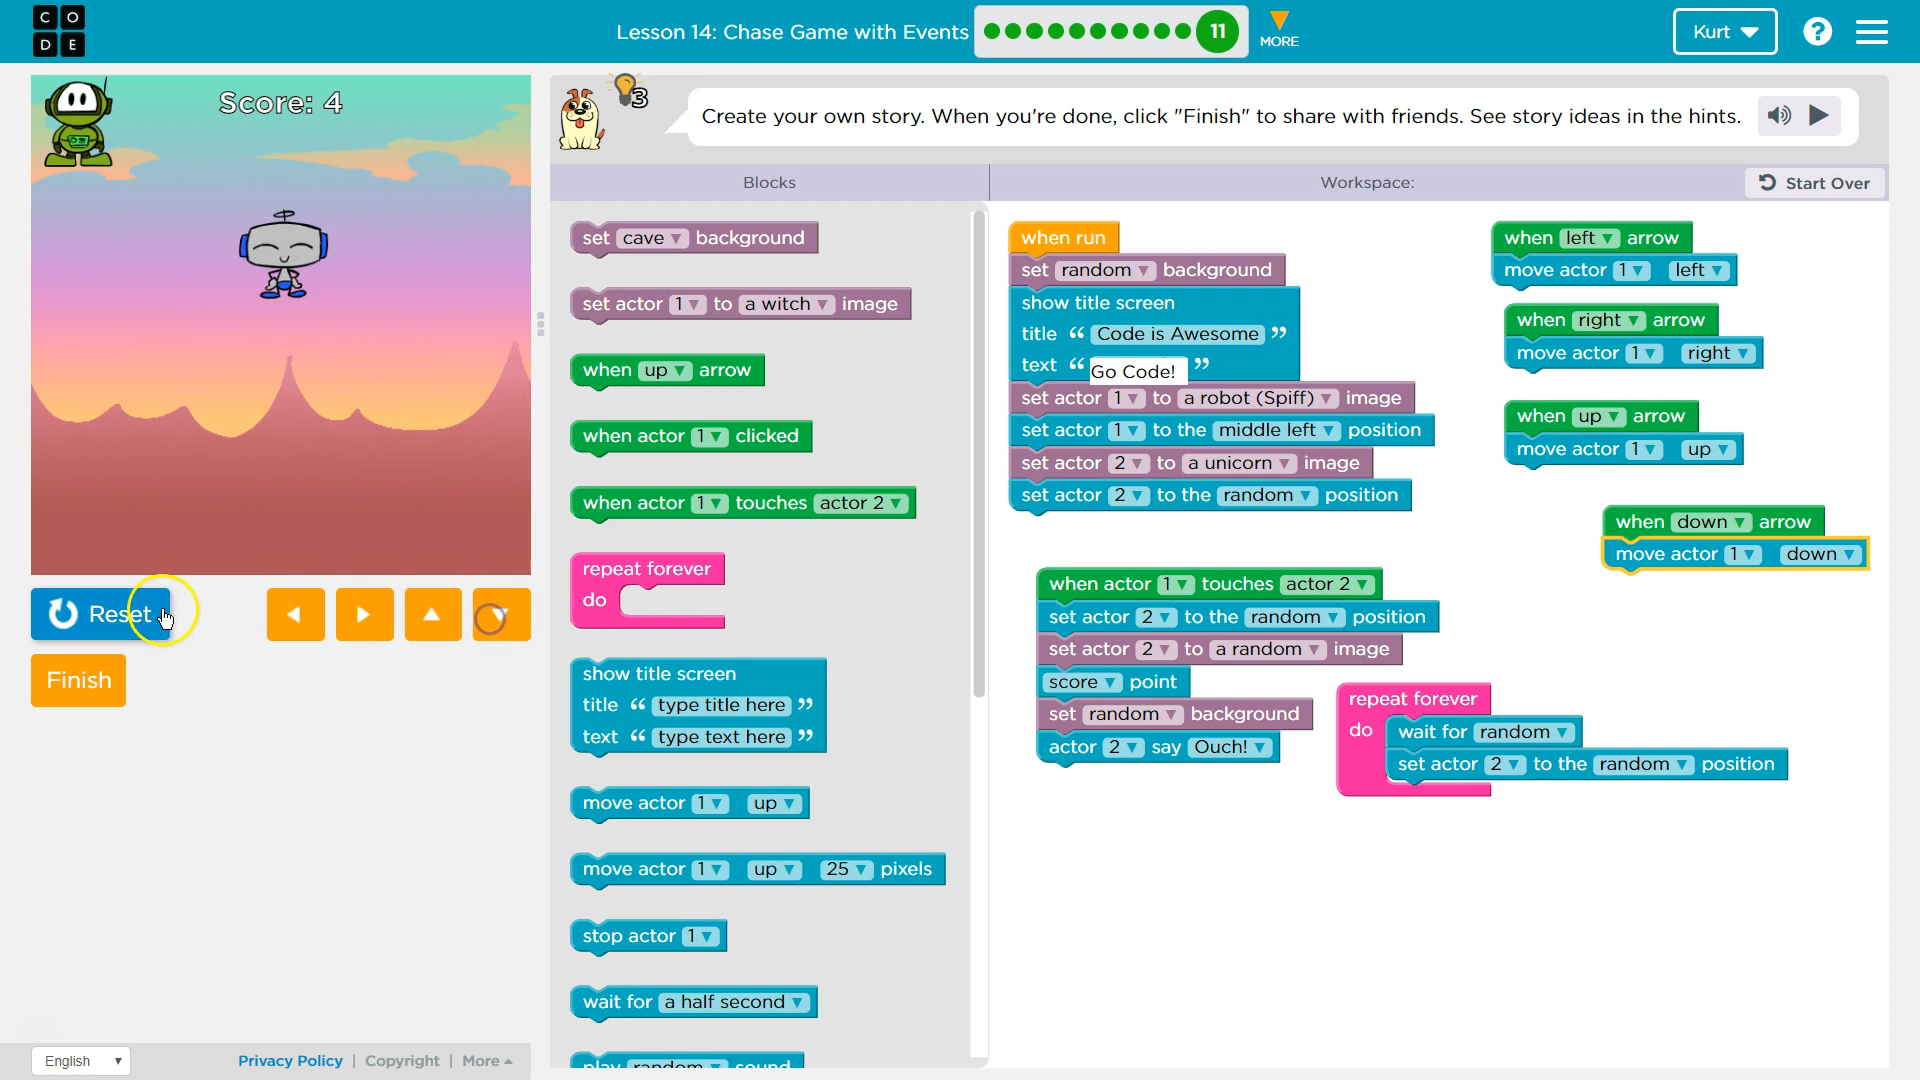 C O
D E
Lesson 14: Chase Game with Events
11
MORE
Kurt
?
Score: 4
3
Create your own story. When you're done, click "Finish" to share with friends. See story ideas in the hints.
Blocks
Workspace:
Start Over
Reset
Finish
set cave ▼ background
set actor 1 ▼ to a witch ▼ image
when up ▼ arrow
when actor 1 ▼ clicked
when actor 1 ▼ touches actor 2 ▼
repeat forever
do
show title screen
title “ type title here ”
text “ type text here ”
move actor 1 ▼ up ▼
move actor 1 ▼ up ▼ 25 ▼ pixels
stop actor 1 ▼
wait for a half second ▼
play random ▼ sound
when run
set random ▼ background
show title screen
title “ Code is Awesome ”
text “ Go Code! ”
set actor 1 ▼ to a robot (Spiff) ▼ image
set actor 1 ▼ to the middle left ▼ position
set actor 2 ▼ to a unicorn ▼ image
set actor 2 ▼ to the random ▼ position
when actor 1 ▼ touches actor 2 ▼
set actor 2 ▼ to the random ▼ position
set actor 2 ▼ to a random ▼ image
score ▼ point
set random ▼ background
actor 2 ▼ say Ouch! ▼
repeat forever
do
wait for random ▼
set actor 2 ▼ to the random ▼ position
when left ▼ arrow
move actor 1 ▼ left ▼
when right ▼ arrow
move actor 1 ▼ right ▼
when up ▼ arrow
move actor 1 ▼ up ▼
when down ▼ arrow
move actor 1 ▼ down ▼
English ▼
Privacy Policy | Copyright | More